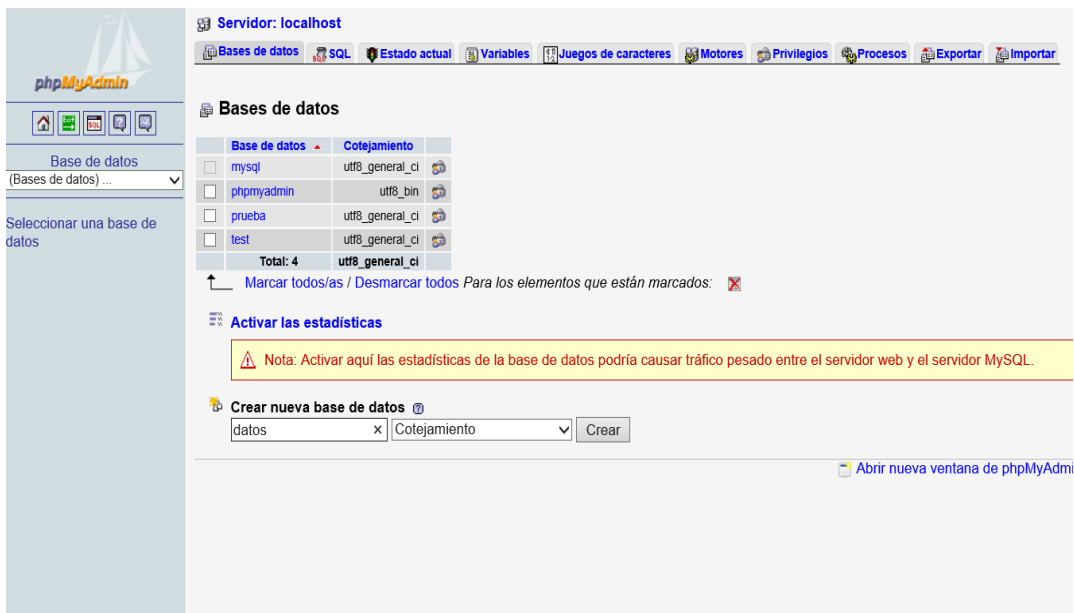 phpMyAdmin
Base de datos
(Bases de datos) ...
Seleccionar una base de
datos
Servidor: localhost
Bases de datos SQL Estado actual Variables Juegos de caracteres Motores Privilegios Procesos Exportar Importar
Bases de datos
Base de datos Cotejamiento
mysql utf8_general_ci
phpmyadmin utf8_bin
prueba utf8_general_ci
test utf8_general_ci
Total: 4 utf8_general_ci
Marcar todos/as / Desmarcar todos Para los elementos que están marcados:
Activar las estadísticas
Nota: Activar aquí las estadísticas de la base de datos podría causar tráfico pesado entre el servidor web y el servidor MySQL.
Crear nueva base de datos
datos x Cotejamiento Crear
Abrir nueva ventana de phpMyAdmi